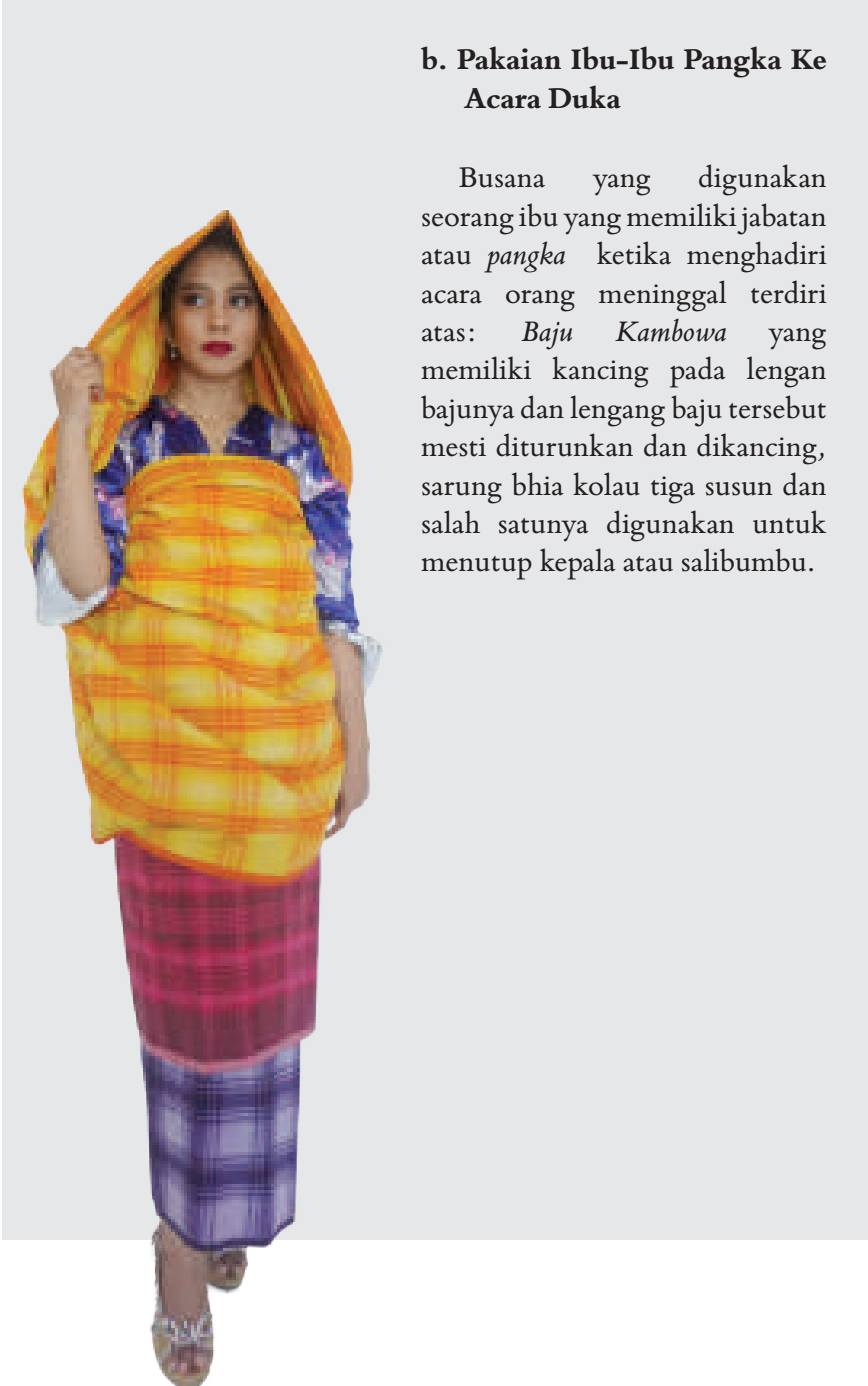 b. Pakaian Ibu-Ibu Pangka Ke
Acara Duka
Busana yang digunakan
seorang ibu yang memiliki jabatan
atau pangka ketika menghadiri
acara orang meninggal terdiri
atas: Baju Kambowa yang
memiliki kancing pada lengan
bajunya dan lengang baju tersebut
mesti diturunkan dan dikancing,
sarung bhia kolau tiga susun dan
salah satunya digunakan untuk
menutup kepala atau salibumbu.